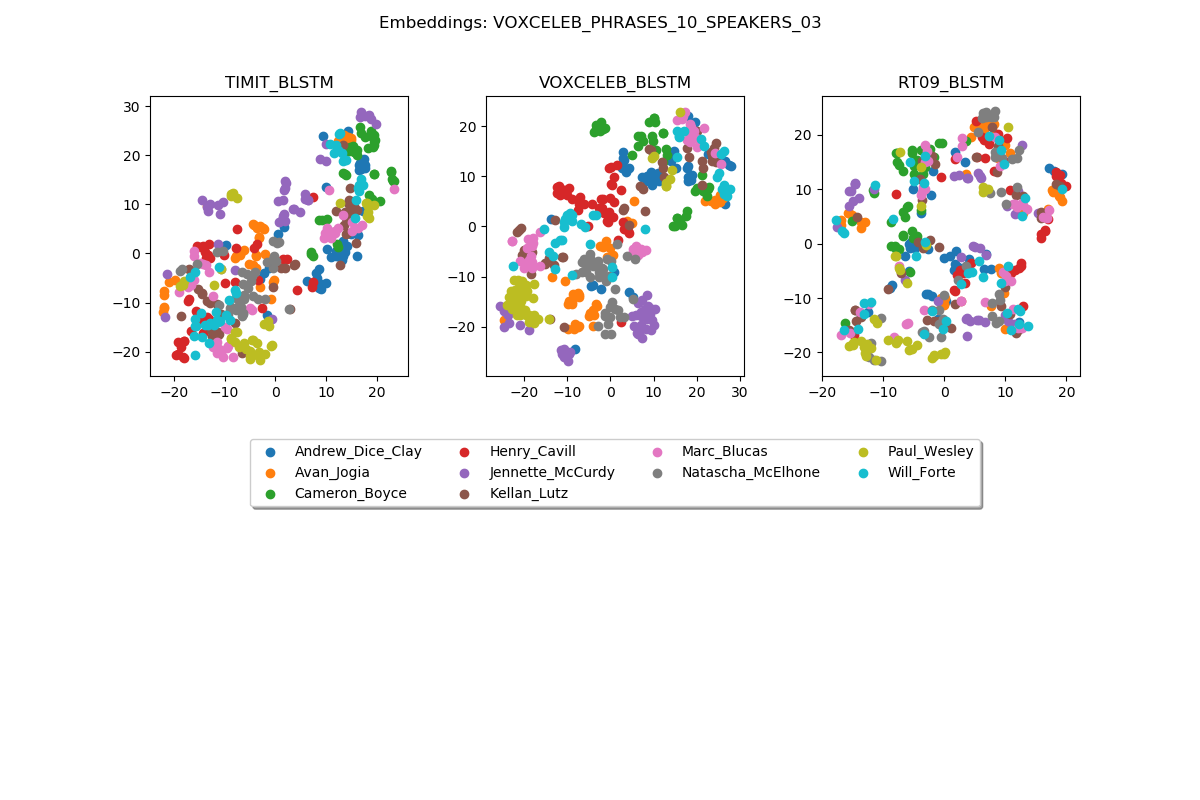 Embeddings: VOXCELEB_PHRASES_10_SPEAKERS_03
TIMIT_BLSTM
30
20
10
0
−10
−20
−20 −10 0 10 20
VOXCELEB_BLSTM
20
10
0
−10
−20
−20 −10 0 10 20 30
RT09_BLSTM
20
10
0
−10
−20
−20 −10 0 10 20
Andrew_Dice_Clay Henry_Cavill Marc_Blucas Paul_Wesley
Avan_Jogia Jennette_McCurdy Natascha_McElhone Will_Forte
Cameron_Boyce Kellan_Lutz